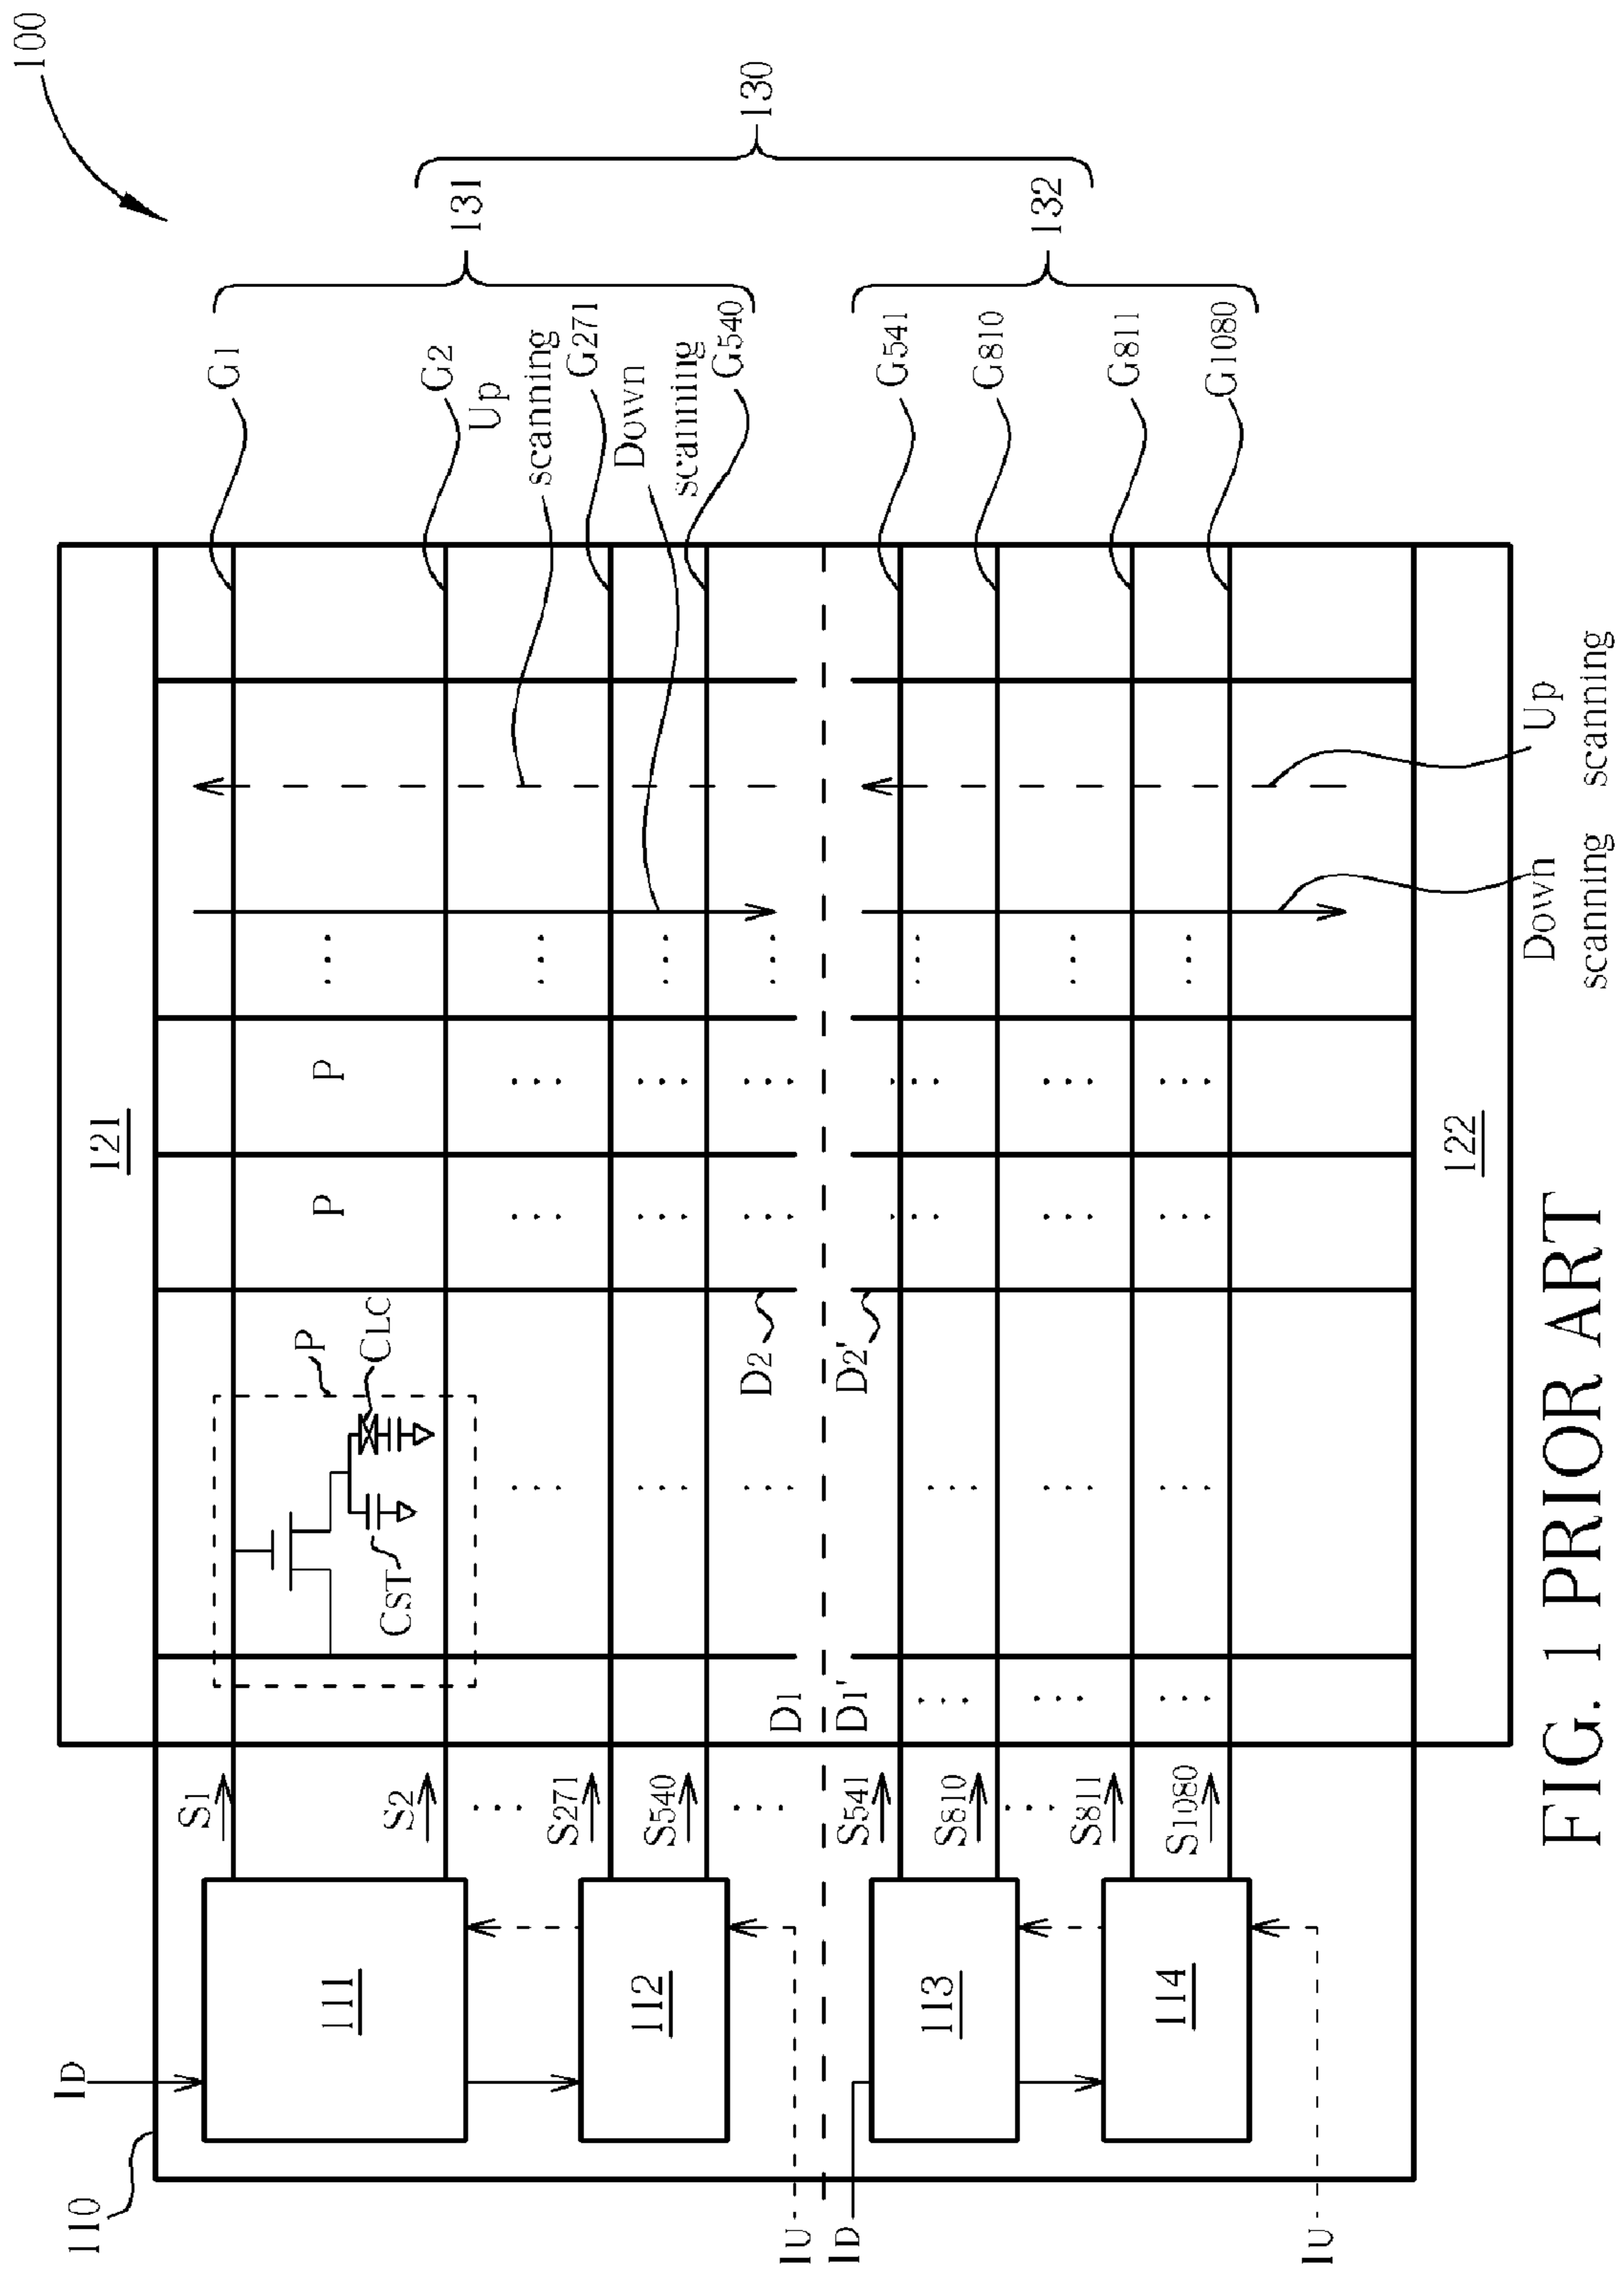 100
130
131
132
G1
G2
Up
scanning
G271
Down
scanning
G540
G541
G810
G811
G1080
121
P
CLC
CST
P
P
D1
D2
D1'
D2'
Up
scanning
Down
scanning
122
S1
S2
S271
S540
S541
S810
S811
S1080
110
ID
111
112
IU
ID
113
114
IU
FIG. 1 PRIOR ART